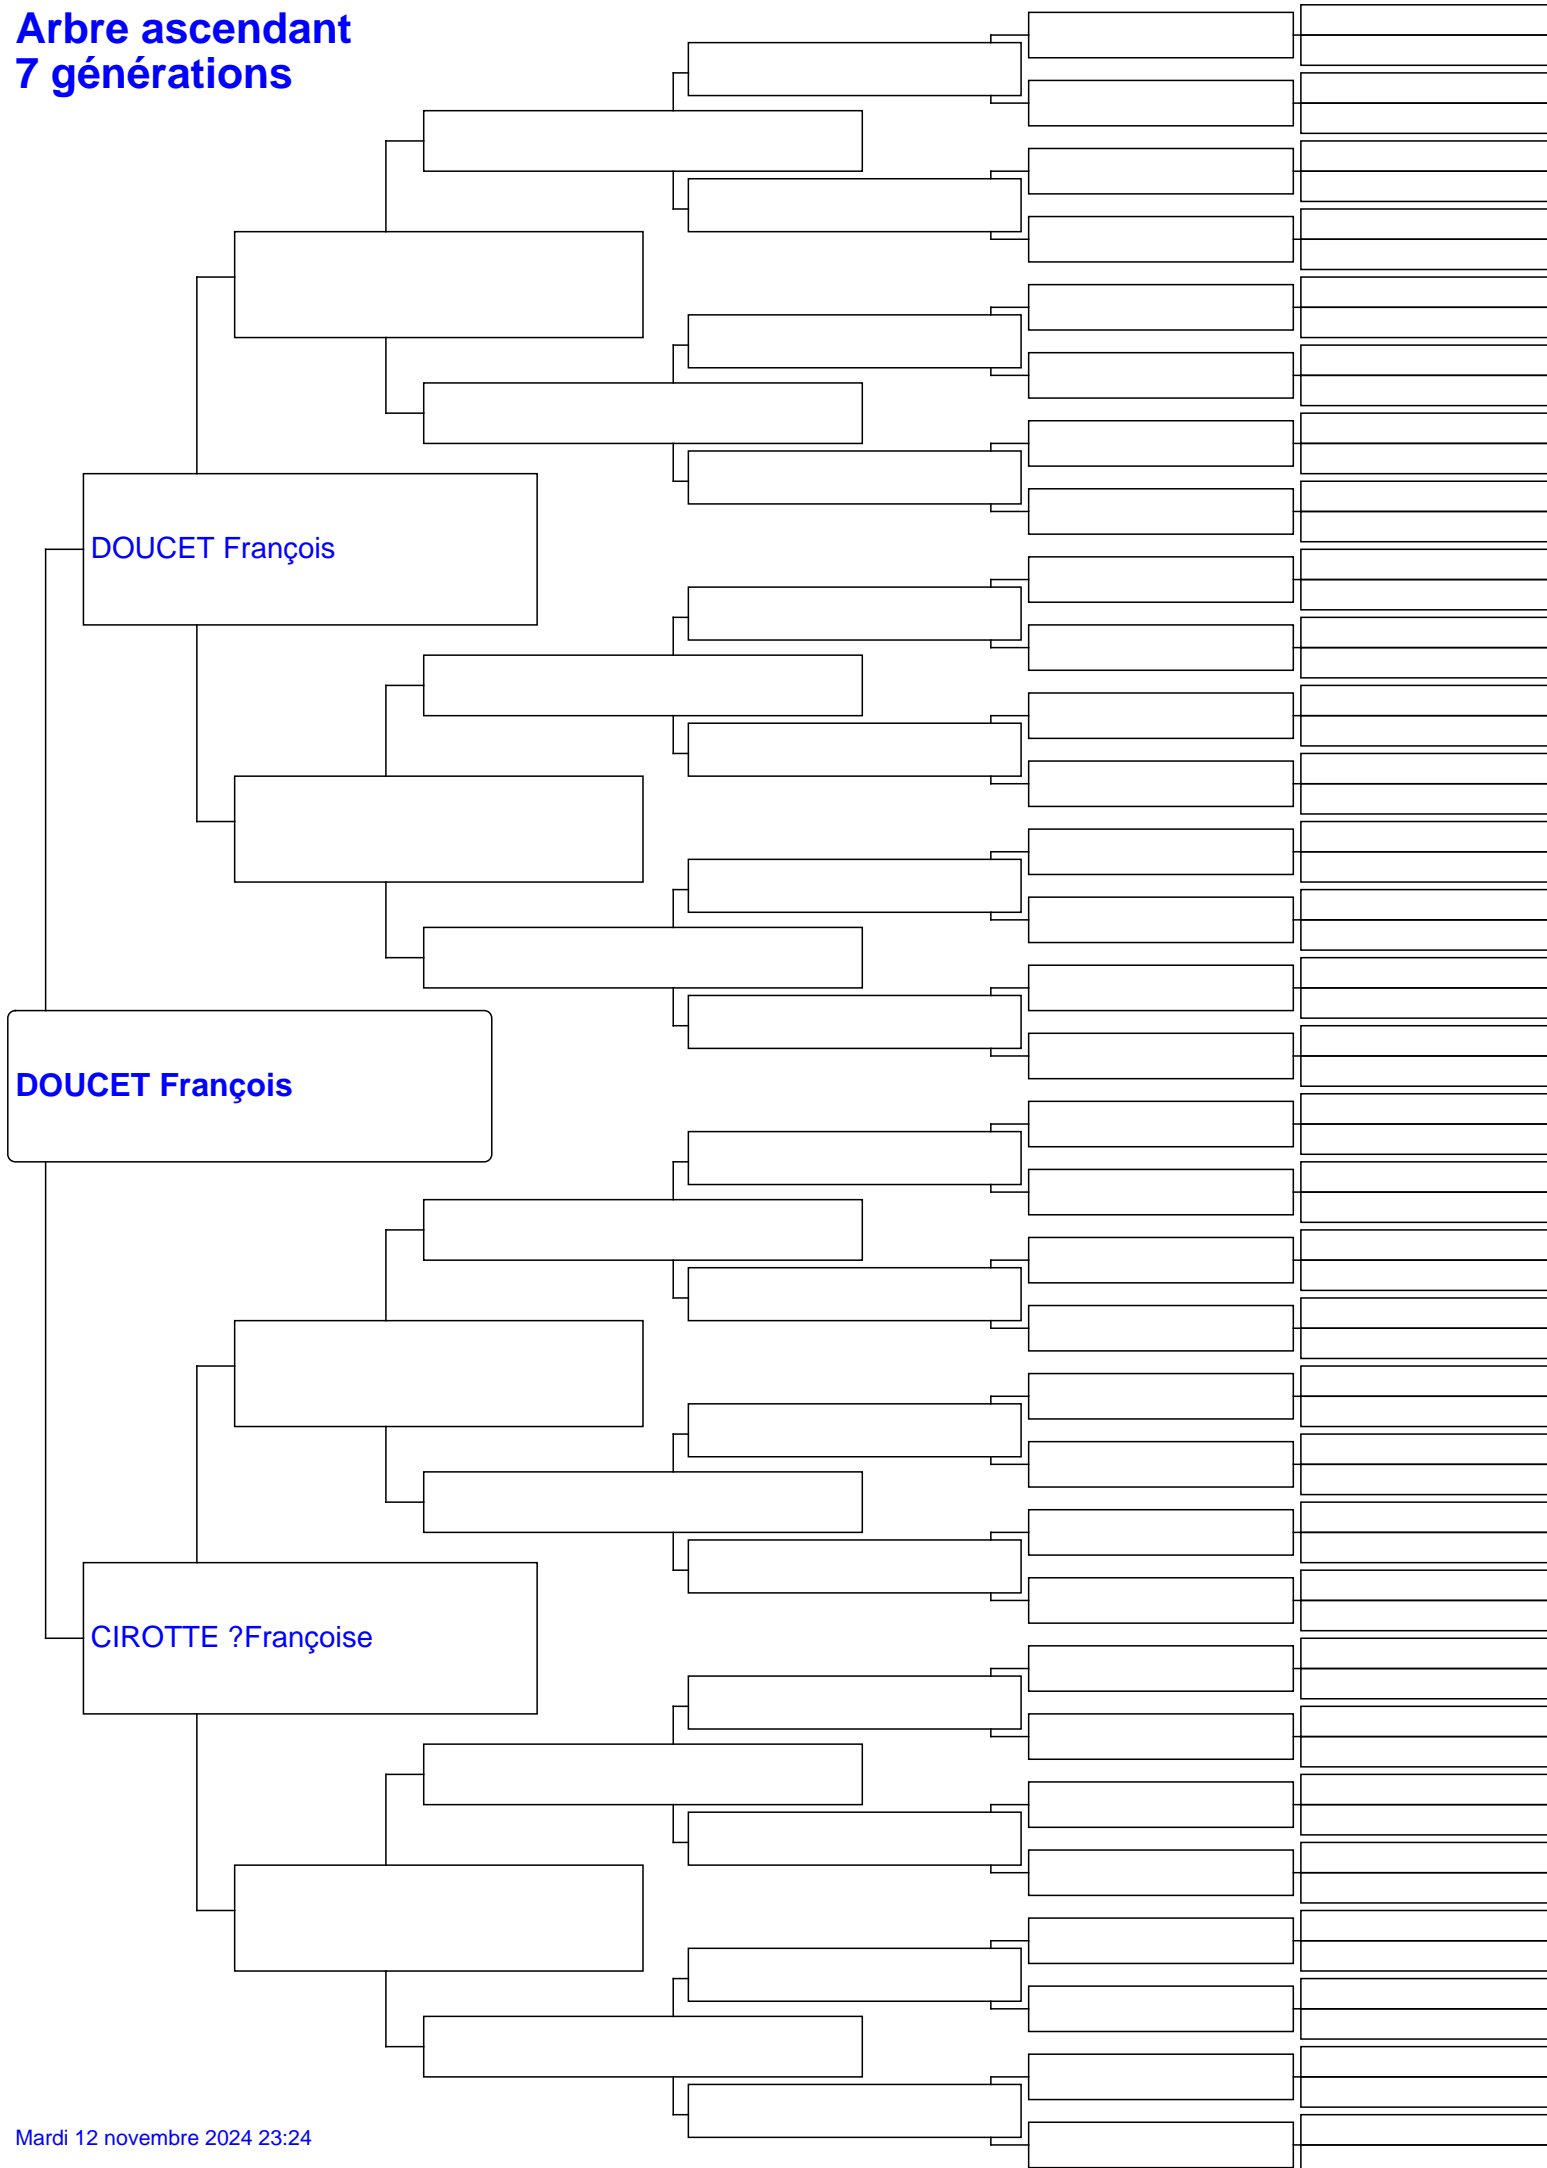 Arbre ascendant
7 générations
DOUCET François
DOUCET François
CIROTTE ?Françoise
Mardi 12 novembre 2024 23:24